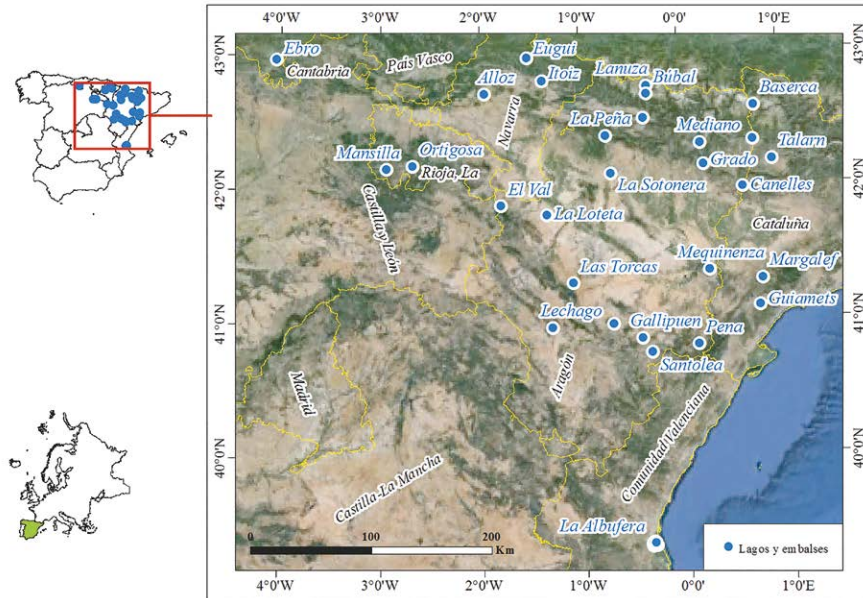 4°0'W 3°0'W 2°0'W 1°0'W 0°0' 1°0'E
43°0'N
43°0'N
Ebro
Eugui
Cantabria
País Vasco
Itoiz
Lanuza
Alloz
Búbal
Baserca
Navarra
La Peña
Mediano
Talarn
Mansilla
Ortigosa
Grado
Rioja, La
La Sotonera
Canelles
42°0'N
42°0'N
El Val
La Loteta
Castilla y León
Cataluña
Mequinenza
Margalef
Las Torcas
Guiamets
Lechago
Gallipuen
Pena
41°0'N
41°0'N
Santolea
Aragón
Madrid
Comunidad Valenciana
40°0'N
40°0'N
Castilla-La Mancha
La Albufera
0 100 200
Km
Lagos y embalses
4°0'W 3°0'W 2°0'W 1°0'W 0°0' 1°0'E